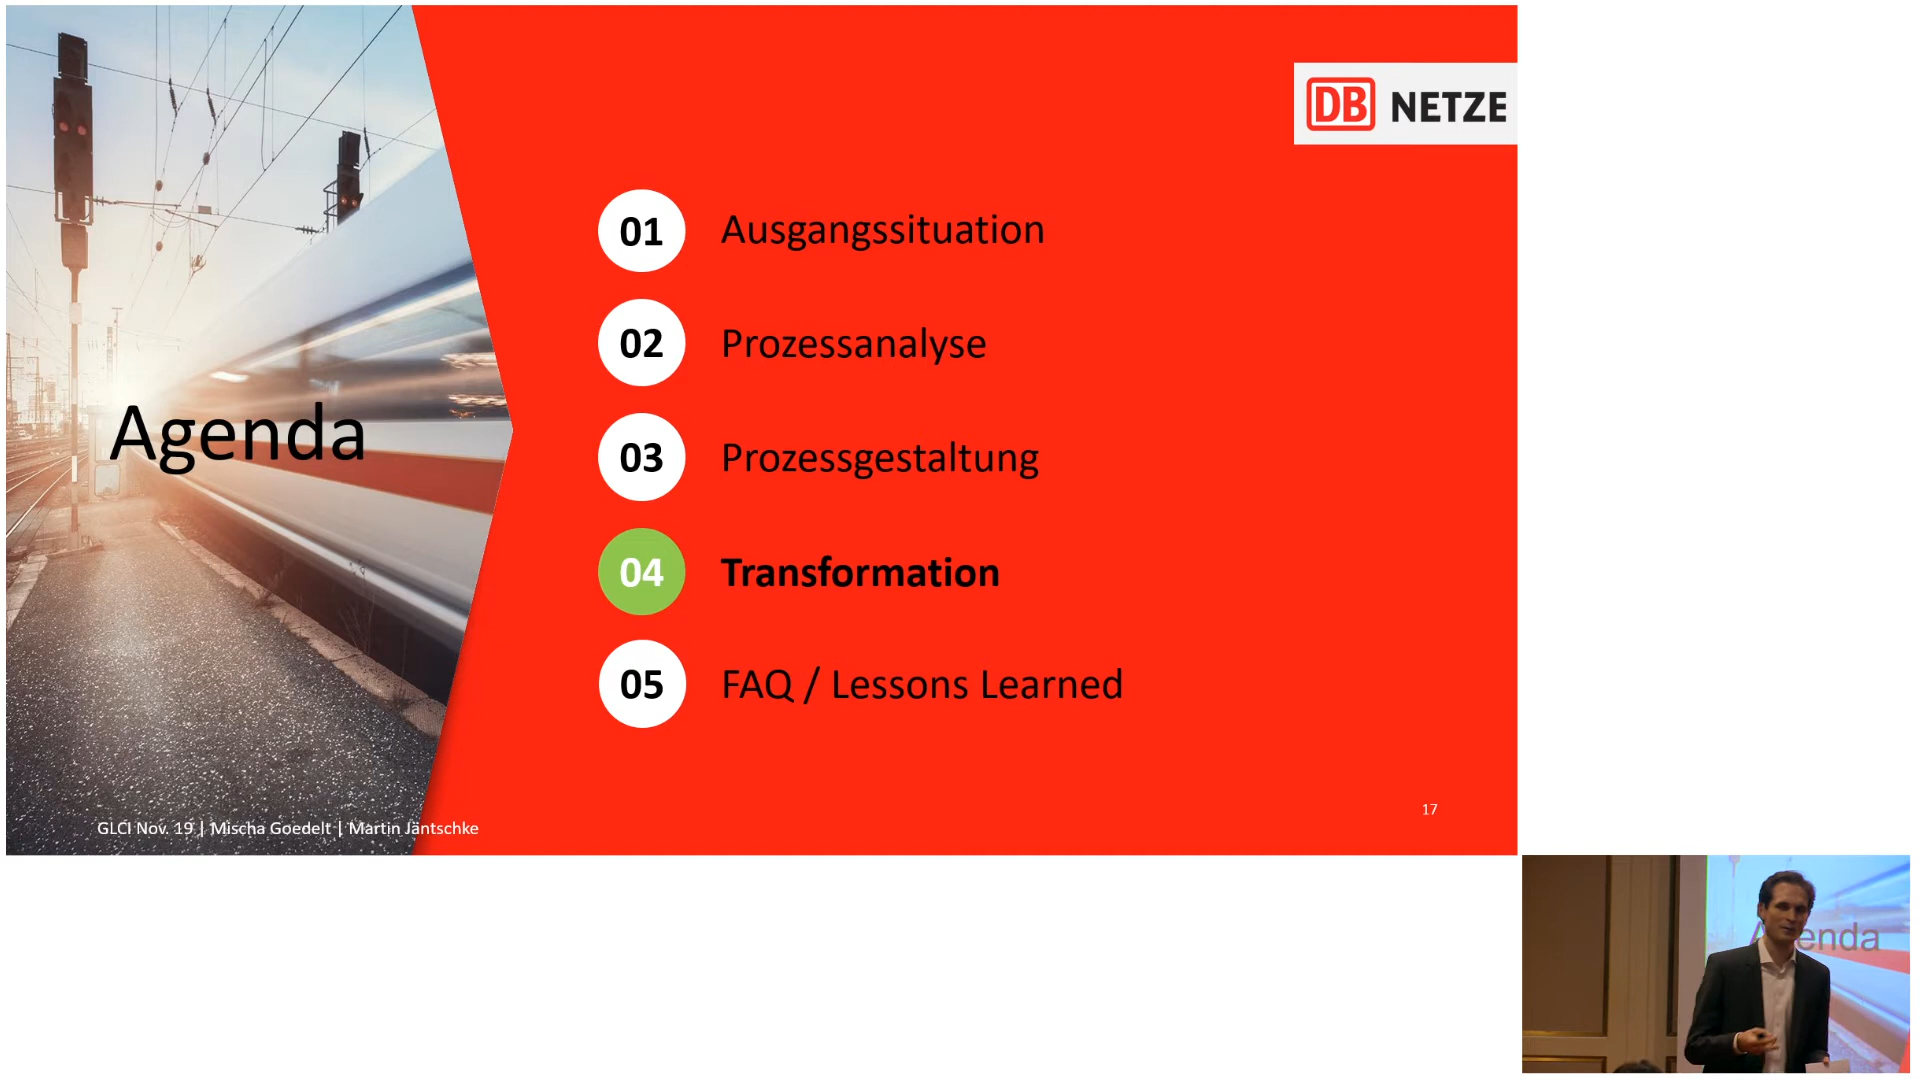 DB NETZE
01 Ausgangssituation
02 Prozessanalyse
Agenda
03 Prozessgestaltung
04 Transformation
05 FAQ / Lessons Learned
17
GLCI Nov. 19 | Mischa Goedelt | Martin Jäntschke
Agenda